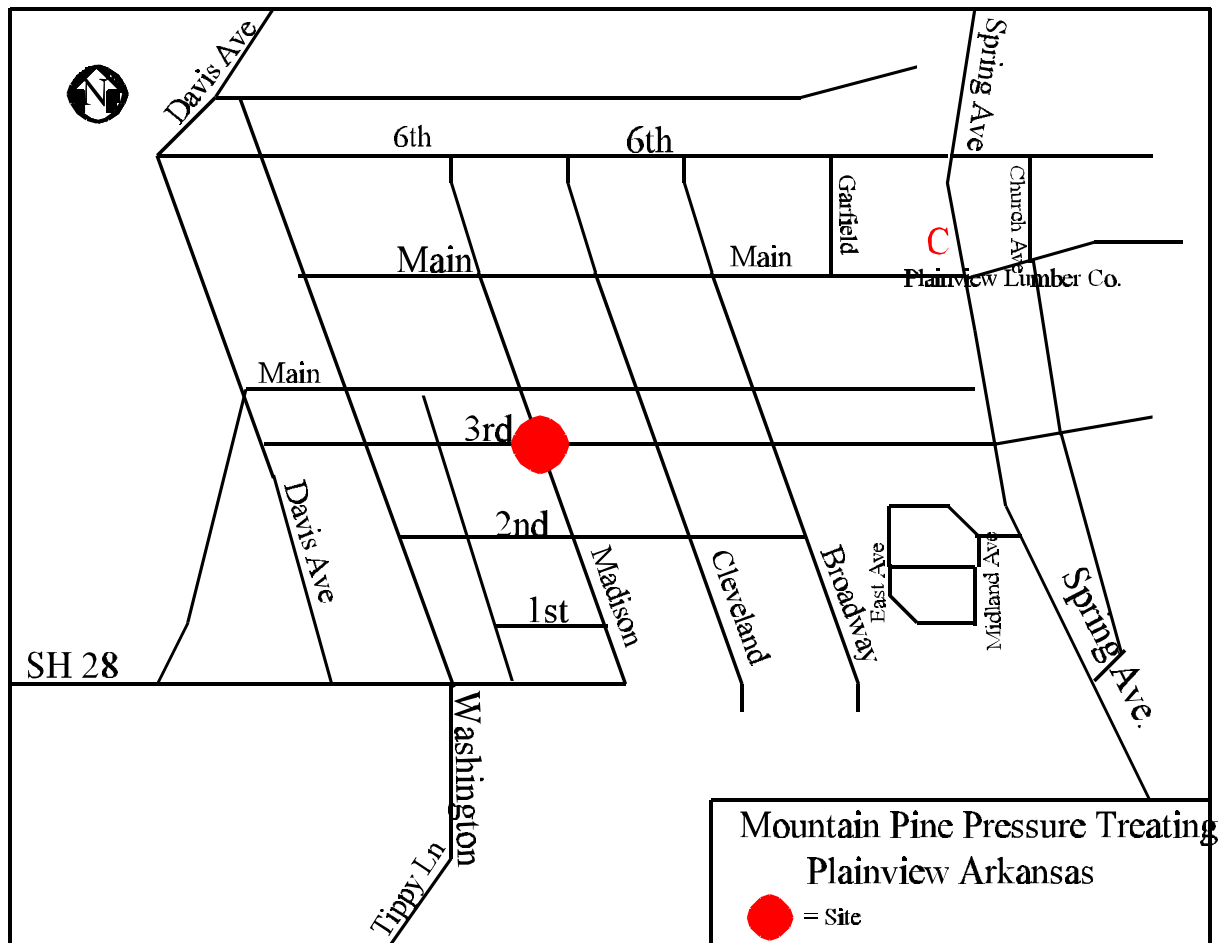 Davis Ave
Spring Ave
N
6th
6th
Garfield
Church Ave
C
Main
Main
Plainview Lumber Co.
Main
3rd
Davis Ave
2nd
Madison
Cleveland
Broadway
East Ave
Midland Ave
Spring Ave.
1st
SH 28
Washington
Tippy Ln
Mountain Pine Pressure Treating
Plainview Arkansas
= Site